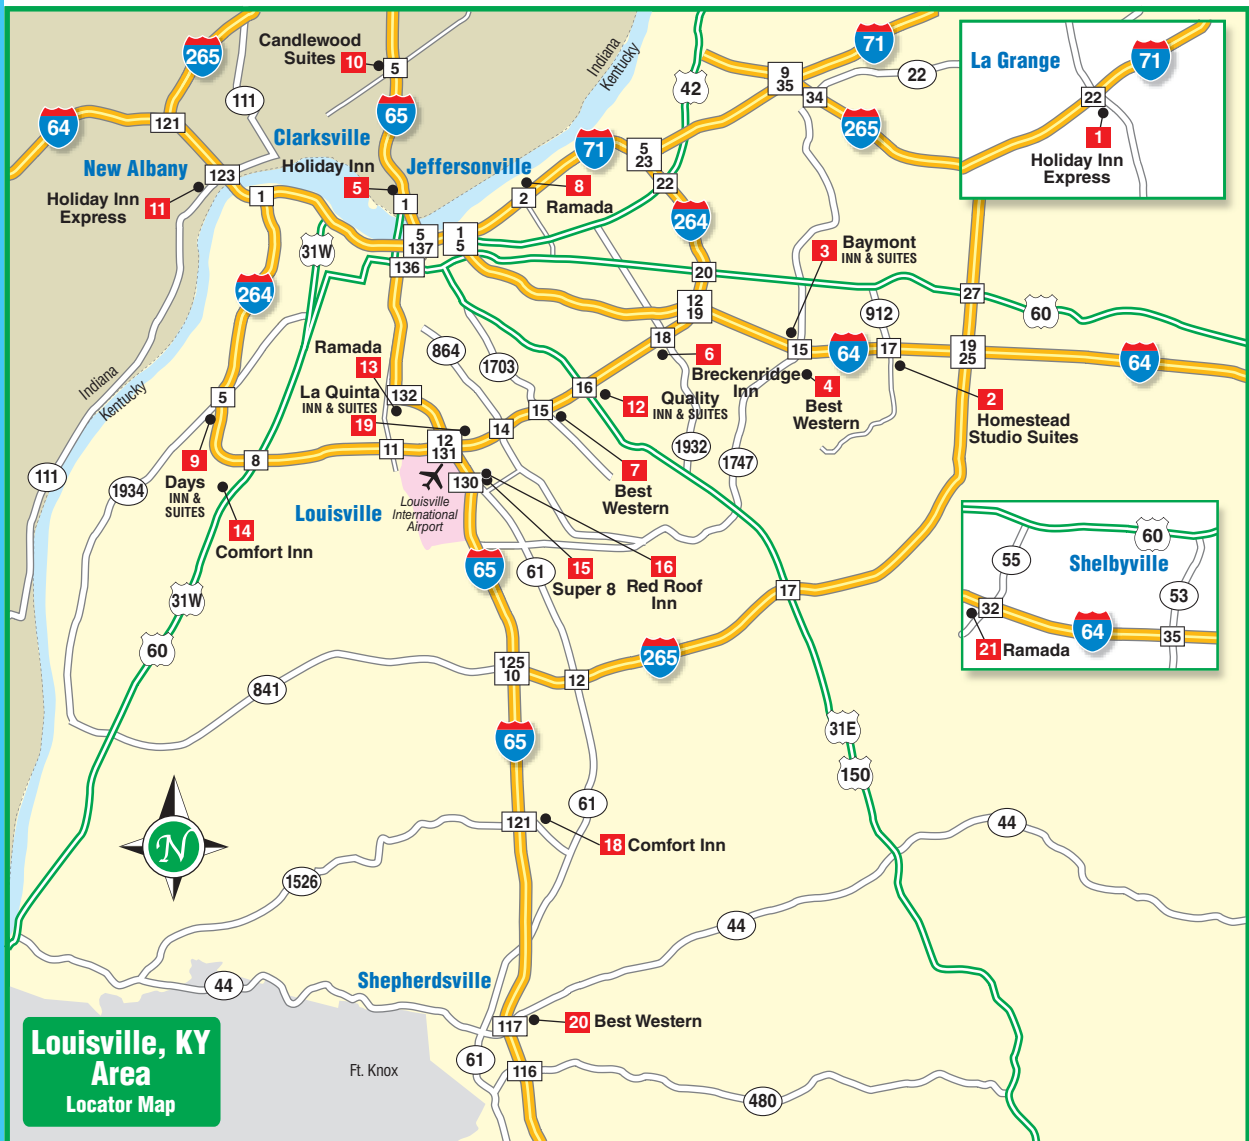 265
Candlewood
Suites 10
5
Indiana
Kentucky
71
9
35
22
La Grange
71
42
34
111
64
121
65
265
22
Clarksville
1
Holiday Inn
Express
71
5
23
New Albany
Holiday Inn
5
Jeffersonville
123
8
Ramada
22
2
Holiday Inn
Express
11
1
1
264
5
137
1
5
31W
3
Baymont
INN & SUITES
136
20
264
27
912
60
12
19
Ramada
13
864
18
15
64
17
19
25
64
1703
6
Breckenridge
Inn
4
Best
Western
La Quinta
INN & SUITES
132
16
12
Quality
INN & SUITES
2
Homestead
Studio Suites
Indiana
Kentucky
5
19
15
14
12
131
11
1932
1747
9
Days
INN &
SUITES
8
111
1934
130
7
Best
Western
Louisville
Louisville
International
Airport
14
Comfort Inn
60
Shelbyville
55
53
65
61
15
Super 8
16
Red Roof
Inn
17
32
64
35
21 Ramada
31W
60
265
125
10
12
841
31E
65
150
61
121
18 Comfort Inn
44
N
1526
44
Shepherdsville
44
20 Best Western
117
Louisville, KY
Area
Locator Map
61
Ft. Knox
116
480